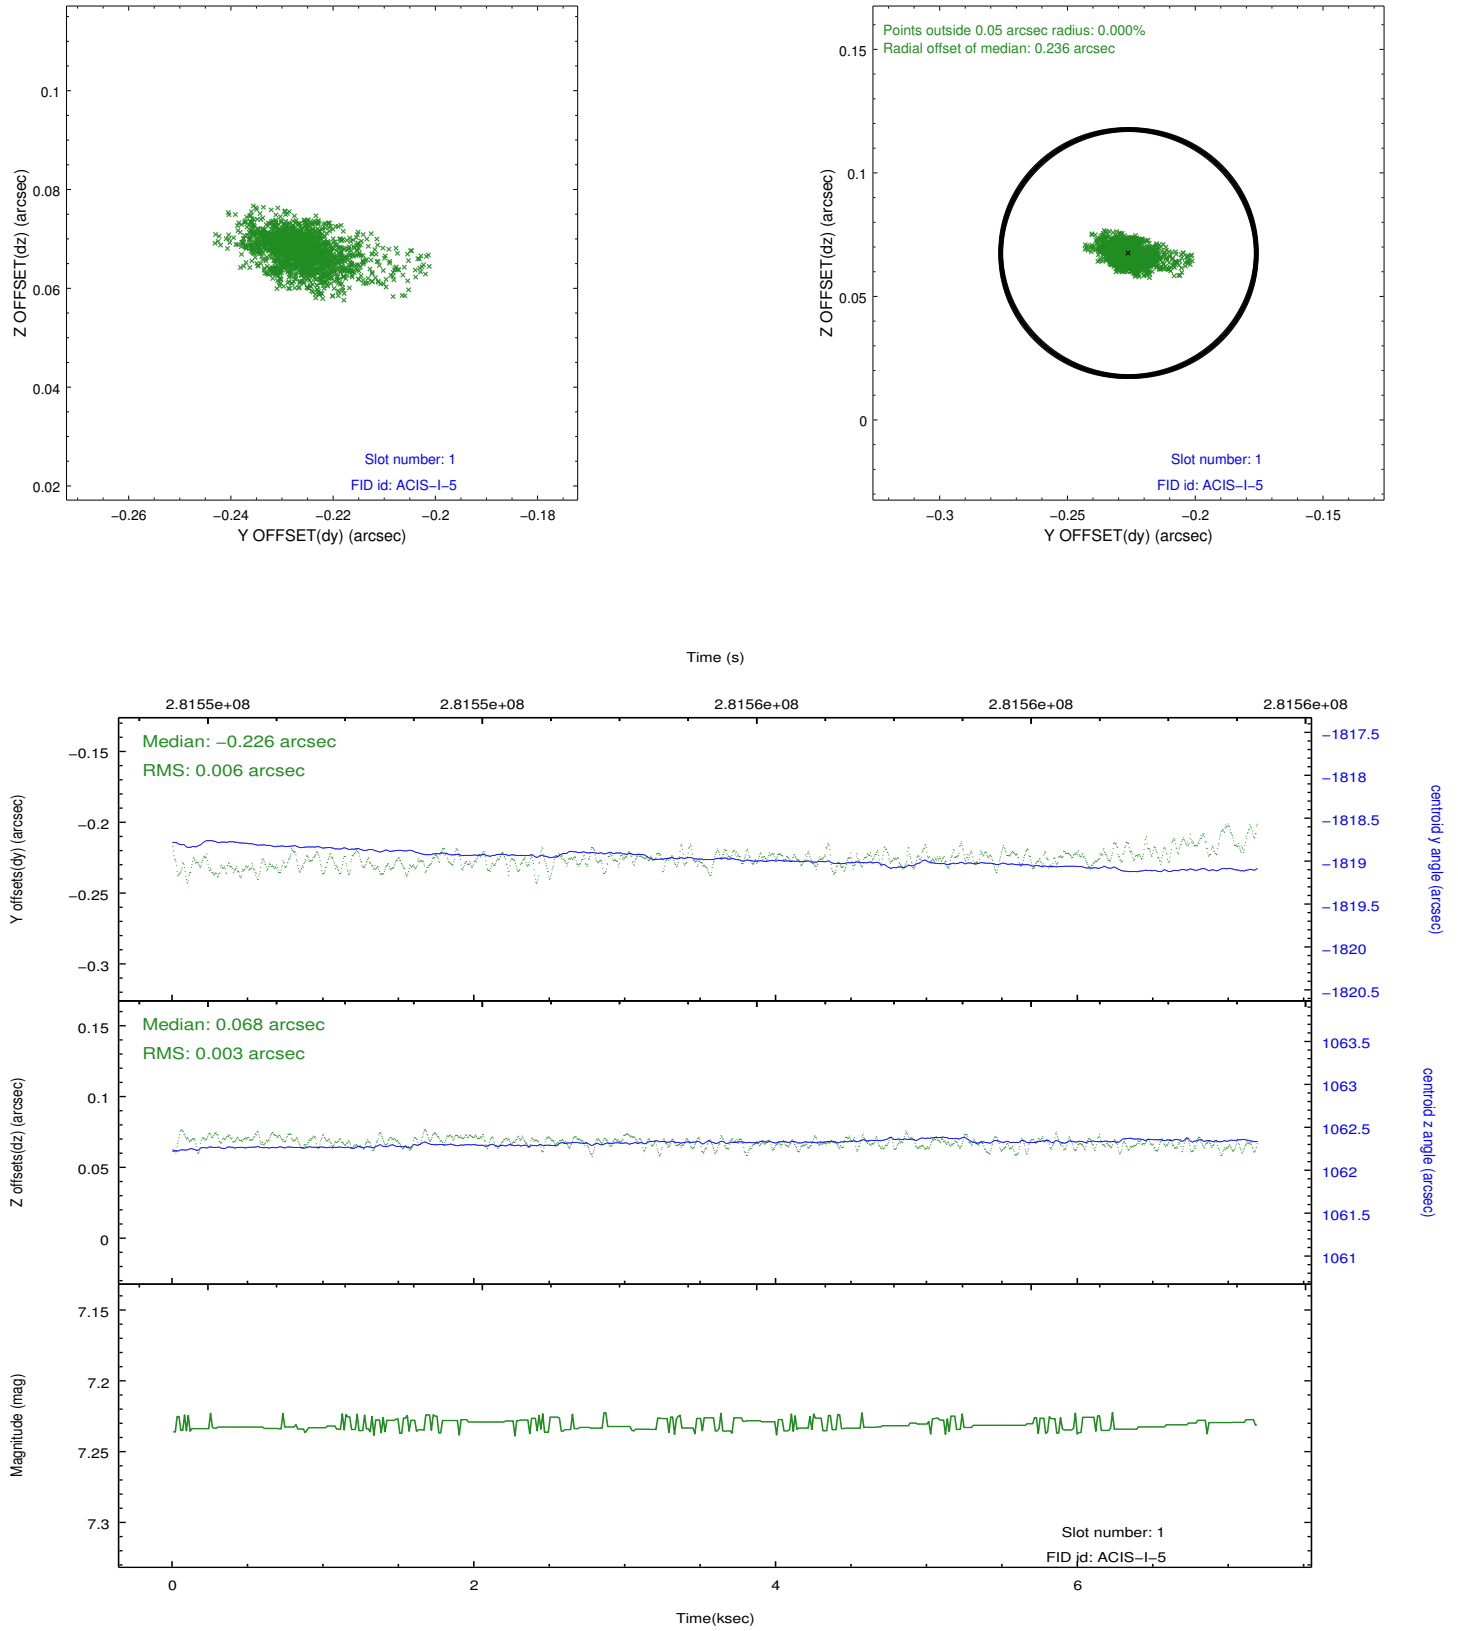 0.1
0.08
0.06
0.04
0.02
Z OFFSET(dz) (arcsec)
Slot number: 1
FID id: ACIS−I−5
−0.26
−0.24
−0.22
−0.2
−0.18
Y OFFSET(dy) (arcsec)
Points outside 0.05 arcsec radius: 0.000%
Radial offset of median: 0.236 arcsec
0.15
0.1
0.05
0
Z OFFSET(dz) (arcsec)
Slot number: 1
FID id: ACIS−I−5
−0.3
−0.25
−0.2
−0.15
Y OFFSET(dy) (arcsec)
Time (s)
2.8155e+08
2.8155e+08
2.8156e+08
2.8156e+08
2.8156e+08
Median: −0.226 arcsec
RMS: 0.006 arcsec
−0.15
−0.2
−0.25
−0.3
Y offsets(dy) (arcsec)
−1817.5
−1818
−1818.5
−1819
−1819.5
−1820
−1820.5
centroid y angle (arcsec)
Median: 0.068 arcsec
RMS: 0.003 arcsec
0.15
0.1
0.05
0
Z offsets(dz) (arcsec)
1063.5
1063
1062.5
1062
1061.5
1061
centroid z angle (arcsec)
7.15
7.2
7.25
7.3
Magnitude (mag)
Slot number: 1
FID id: ACIS−I−5
0
2
4
6
Time(ksec)